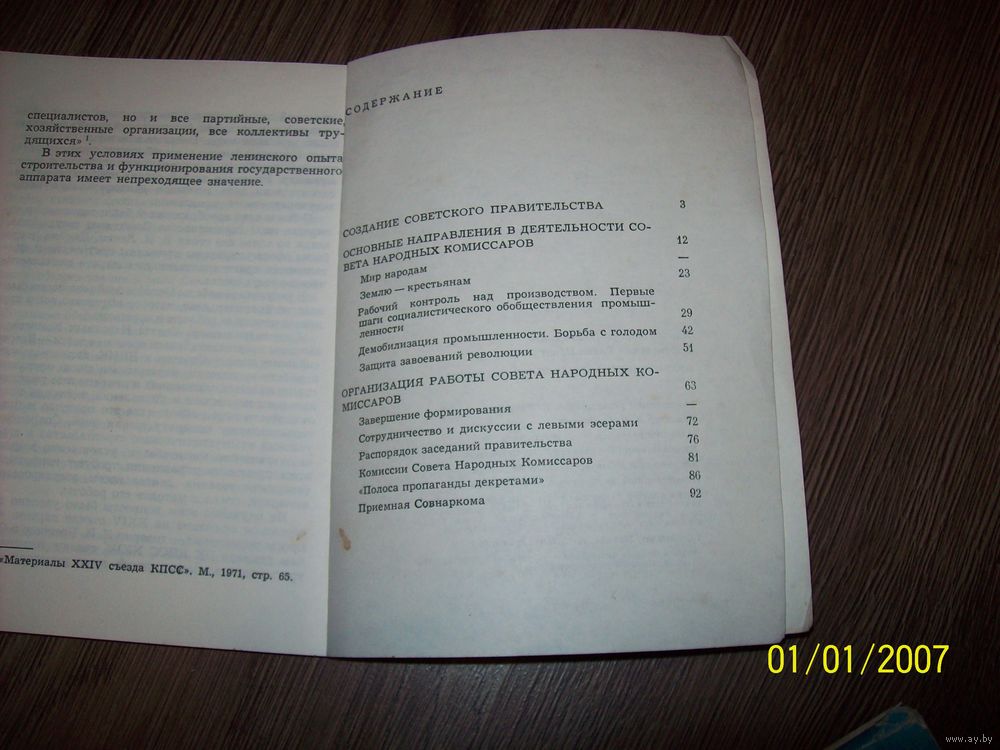 специалистов, но и все партийные, советские,
хозяйственные организации, все коллективы тру-
дящихся» ¹.
В этих условиях применение ленинского опыта
строительства и функционирования государственного
аппарата имеет непреходящее значение.
«Материалы XXIV съезда КПСС». М., 1971, стр. 65.
СОДЕРЖАНИЕ
СОЗДАНИЕ СОВЕТСКОГО ПРАВИТЕЛЬСТВА 3
ОСНОВНЫЕ НАПРАВЛЕНИЯ В ДЕЯТЕЛЬНОСТИ СО-
ВЕТА НАРОДНЫХ КОМИССАРОВ 12
Мир народам —
Землю — крестьянам 23
Рабочий контроль над производством. Первые
шаги социалистического обобществления промыш-
ленности 29
Демобилизация промышленности. Борьба с голодом 42
Защита завоеваний революции 51
ОРГАНИЗАЦИЯ РАБОТЫ СОВЕТА НАРОДНЫХ КО-
МИССАРОВ 63
Завершение формирования —
Сотрудничество и дискуссии с левыми эсерами 72
Распорядок заседаний правительства 76
Комиссии Совета Народных Комиссаров 81
«Полоса пропаганды декретами» 86
Приемная Совнаркома 92
01/01/2007
www.ay.by